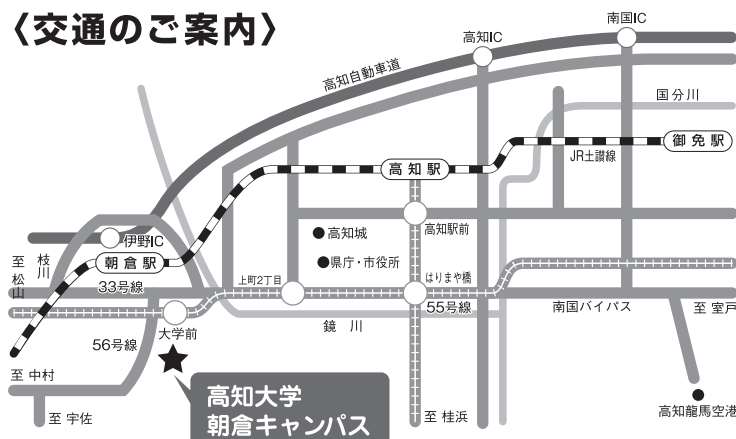 〈交通のご案内〉
南国IC
高知IC
高知自動車道
国分川
御免駅
JR土讃線
高知駅
高知城
高知駅前
伊野IC
県庁・市役所
枝川
至松山
朝倉駅
33号線
上町2丁目
はりまや橋
55号線
南国バイパス
至 室戸
大学前
鏡川
56号線
至 中村
至 宇佐
高知大学
朝倉キャンパス
至 桂浜
高知龍馬空港